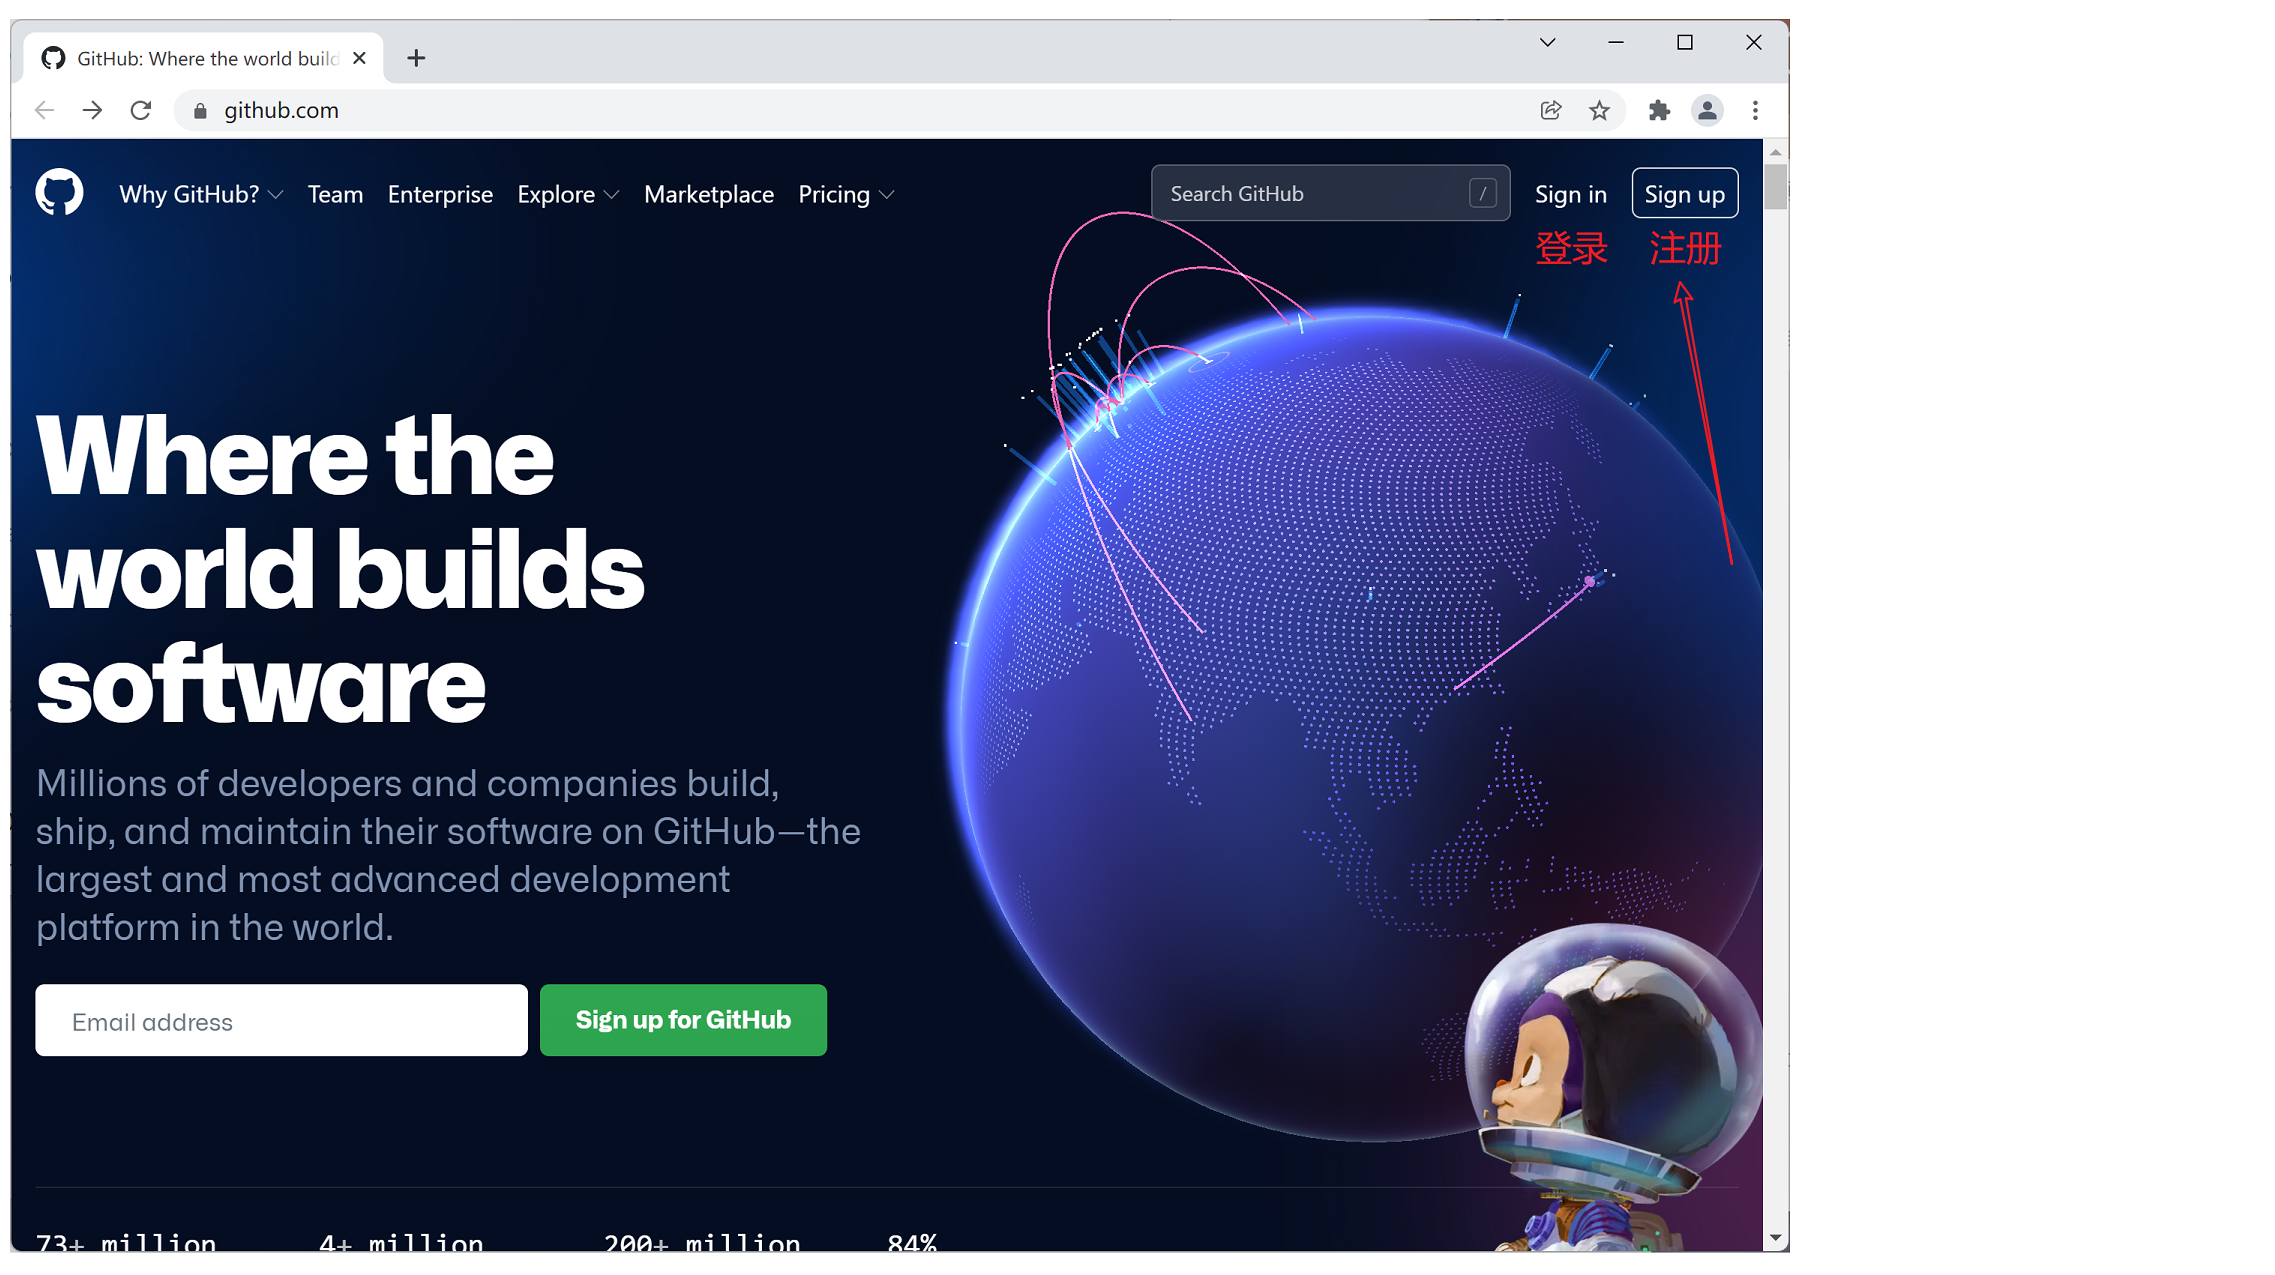 GitHub: Where the world build
github.com
Why GitHub? Team Enterprise Explore Marketplace Pricing Search GitHub / Sign in Sign up
登录 注册
Where the
world builds
software
Millions of developers and companies build,
ship, and maintain their software on GitHub—the
largest and most advanced development
platform in the world.
Email address Sign up for GitHub
73+ million 4+ million 200+ million 84%